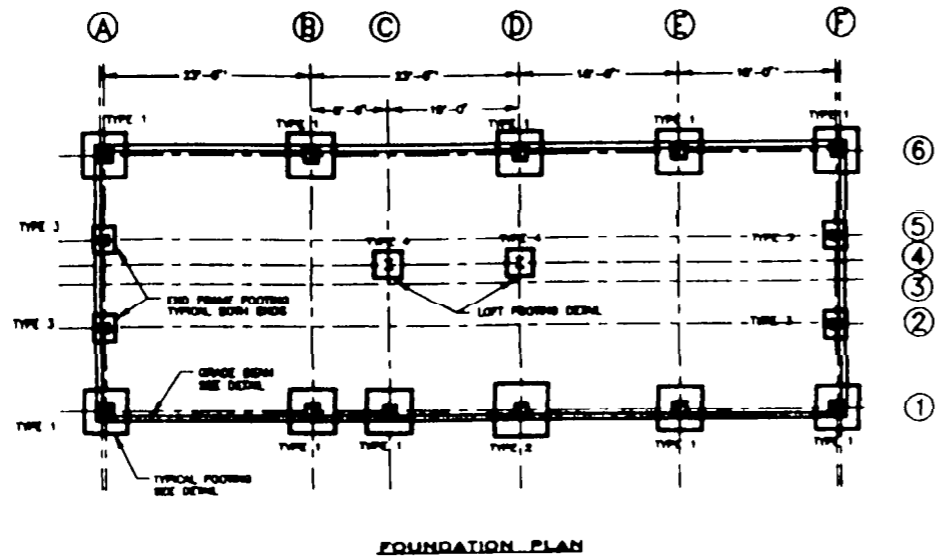 A B C D E F
TYPE 1 TYPE 1 TYPE 1 TYPE 1 TYPE 1
6
TYPE 3 TYPE 4 TYPE 4 TYPE 3
5
4
3
END FRAME FOOTING
TYPICAL BOTH ENDS
LOFT FOOTING DETAIL
TYPE 3 TYPE 3
2
GRADE BEAM
SEE DETAIL
1
TYPE 1 TYPE 1 TYPE 1 TYPE 2 TYPE 1 TYPE 1
TYPICAL FOOTING
SEE DETAIL
FOUNDATION PLAN